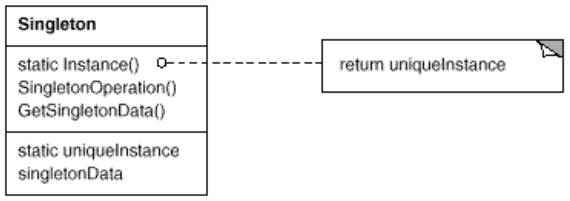 Singleton
static Instance()
return uniqueInstance
SingletonOperation()
GetSingletonData()
static uniqueInstance
singletonData